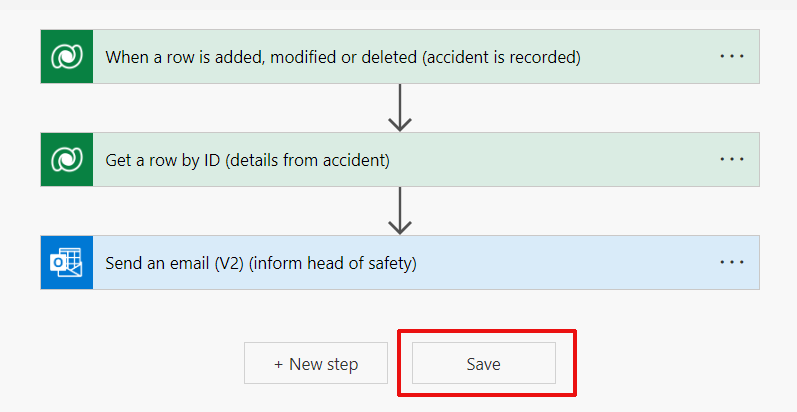 When a row is added, modified or deleted (accident is recorded)
Get a row by ID (details from accident)
Send an email (V2) (inform head of safety)
+ New step
Save